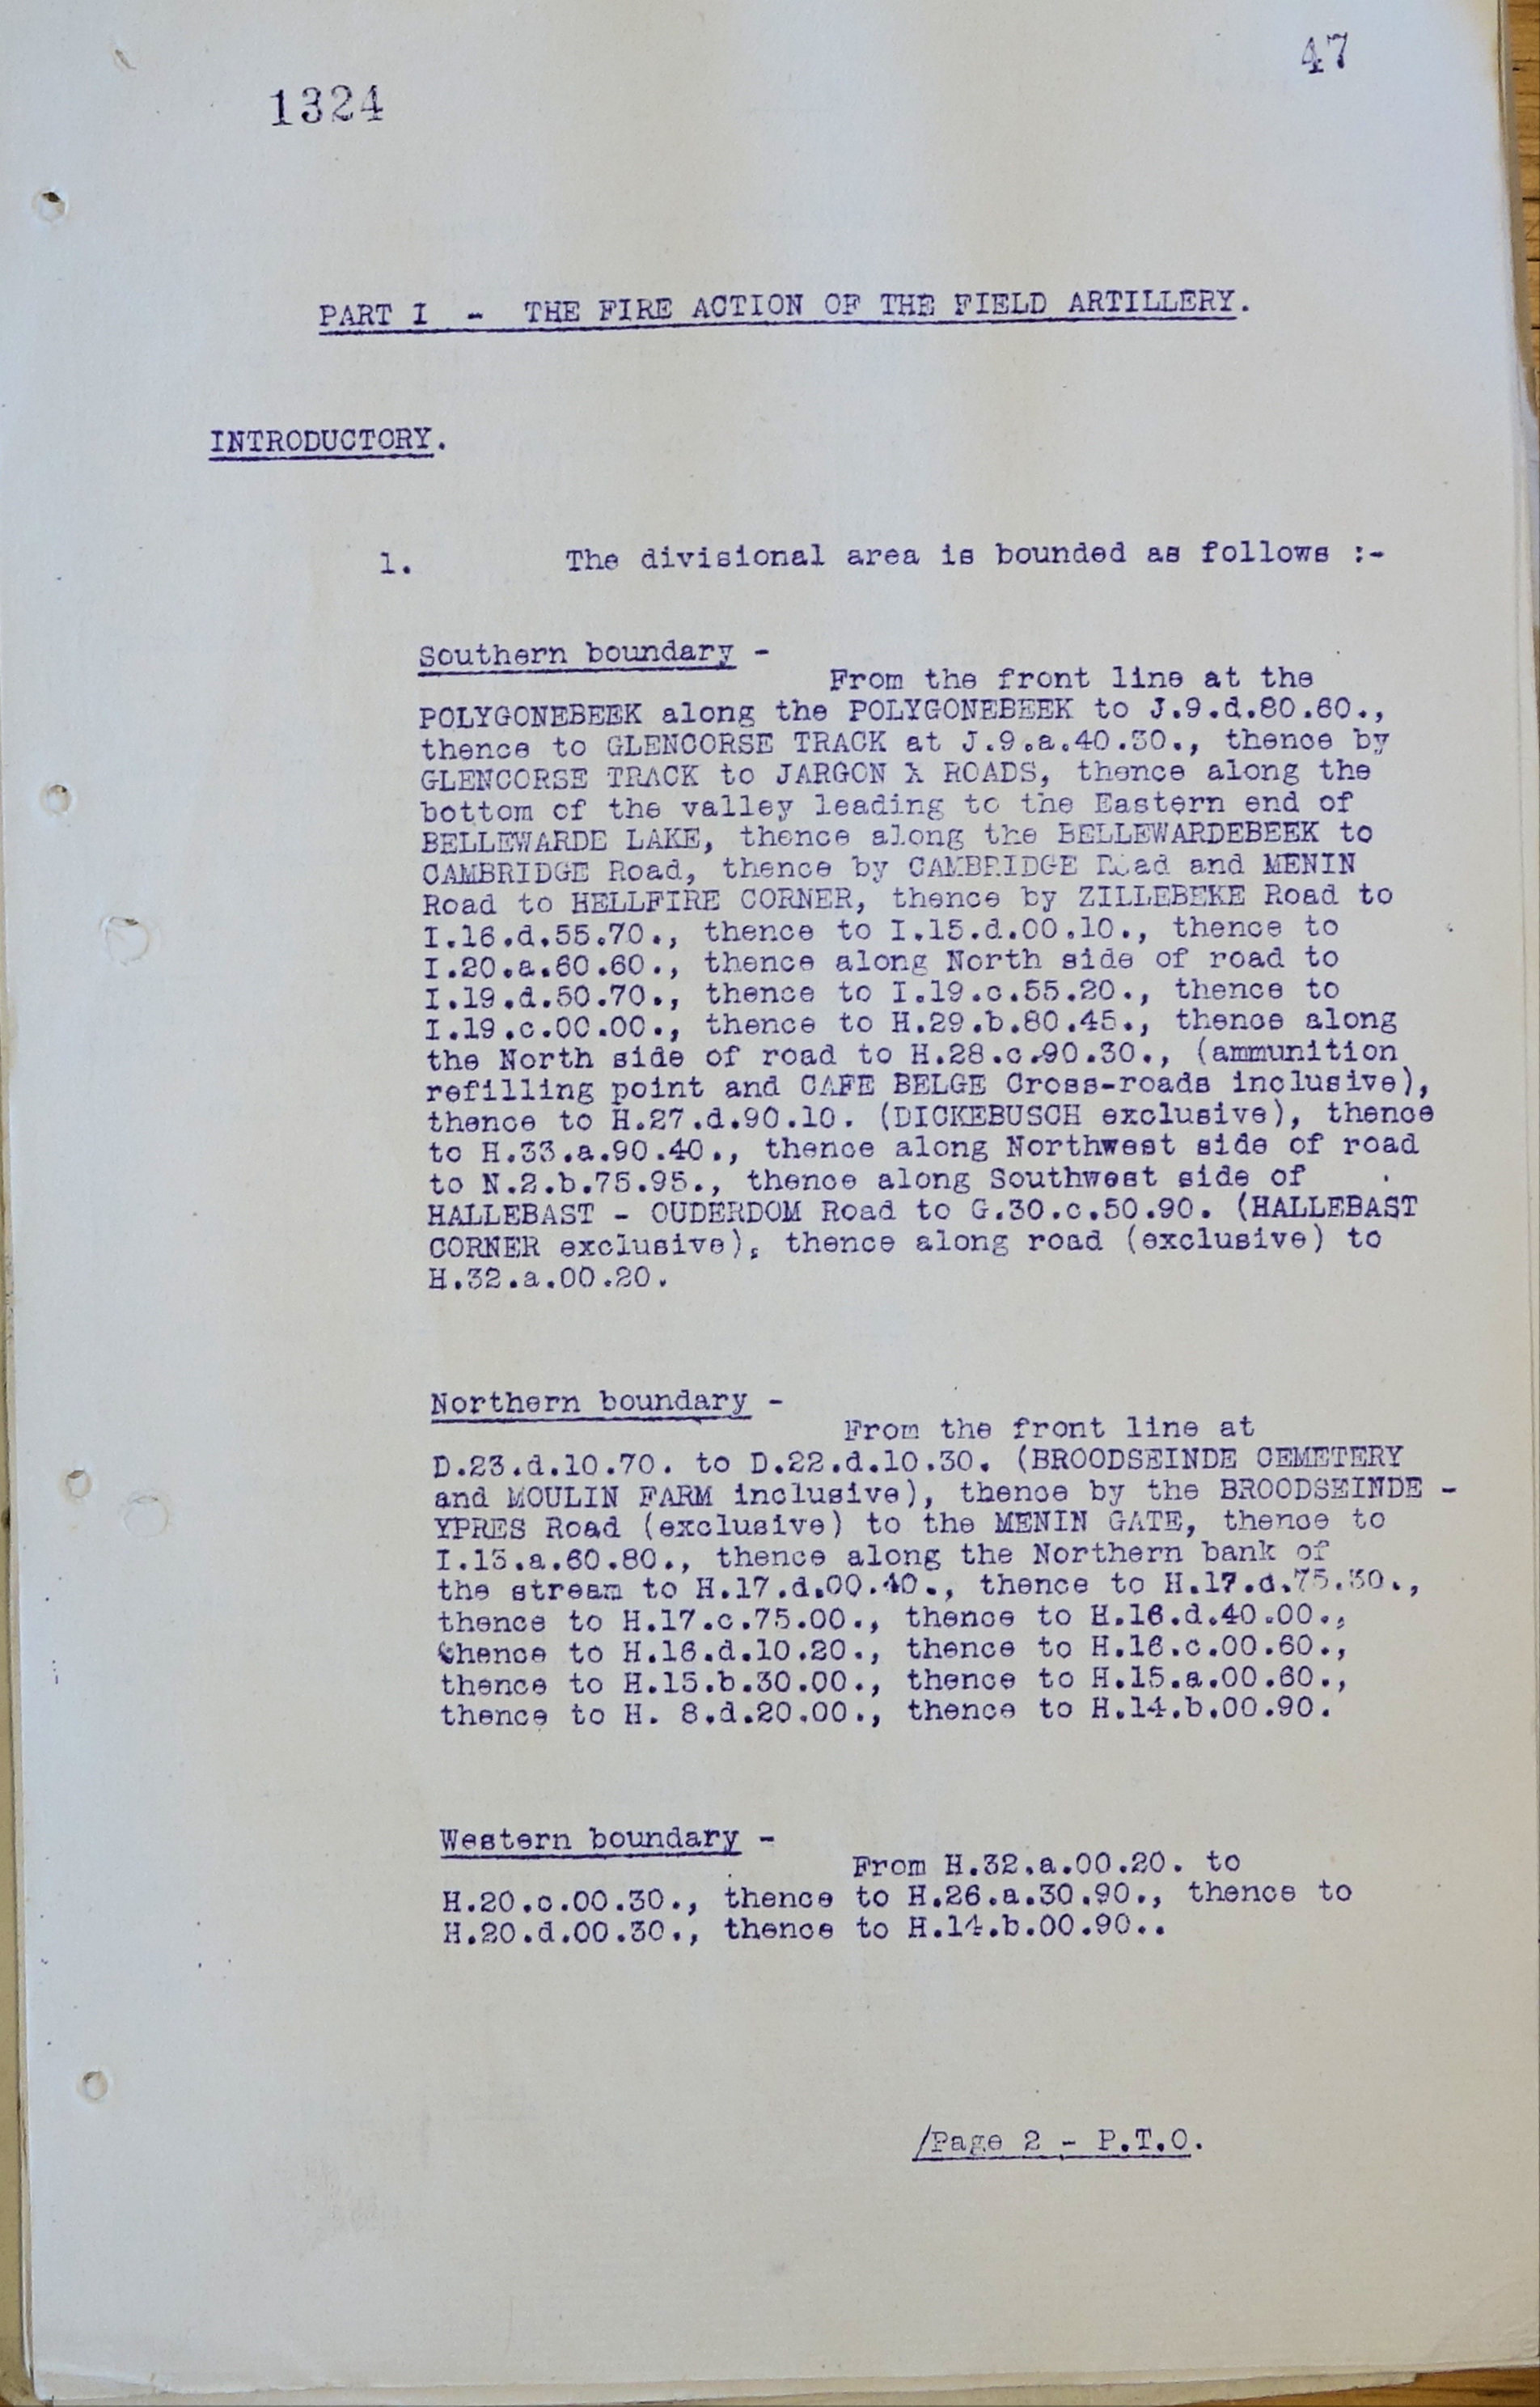 47
1324
PART I - THE FIRE ACTION OF THE FIELD ARTILLERY.
INTRODUCTORY.
1. The divisional area is bounded as follows :-
Southern boundary -
From the front line at the
POLYGONEBEEK along the POLYGONEBEEK to J.9.d.80.60.,
thence to GLENCORSE TRACK at J.9.a.40.30., thence by
GLENCORSE TRACK to JARGON X ROADS, thence along the
bottom of the valley leading to the Eastern end of
BELLEWARDE LAKE, thence along the BELLEWARDEBEEK to
CAMBRIDGE Road, thence by CAMBRIDGE Road and MENIN
Road to HELLFIRE CORNER, thence by ZILLEBEKE Road to
I.16.d.55.70., thence to I.15.d.00.10., thence to
I.20.a.60.60., thence along North side of road to
I.19.d.50.70., thence to I.19.c.55.20., thence to
I.19.c.00.00., thence to H.29.b.80.45., thence along
the North side of road to H.28.c.90.30., (ammunition
refilling point and CAFE BELGE Cross-roads inclusive),
thence to H.27.d.90.10. (DICKEBUSCH exclusive), thence
to H.33.a.90.40., thence along Northwest side of road
to N.2.b.75.95., thence along Southwest side of
HALLEBAST - OUDERDOM Road to G.30.c.50.90. (HALLEBAST
CORNER exclusive), thence along road (exclusive) to
H.32.a.00.20.
Northern boundary -
From the front line at
D.23.d.10.70. to D.22.d.10.30. (BROODSEINDE CEMETERY
and MOULIN FARM inclusive), thence by the BROODSEINDE -
YPRES Road (exclusive) to the MENIN GATE, thence to
I.13.a.60.80., thence along the Northern bank of
the stream to H.17.d.00.40., thence to H.17.d.75.30.,
thence to H.17.c.75.00., thence to H.16.d.40.00.,
thence to H.16.d.10.20., thence to H.16.c.00.60.,
thence to H.15.b.30.00., thence to H.15.a.00.60.,
thence to H. 8.d.20.00., thence to H.14.b.00.90.
Western boundary -
From H.32.a.00.20. to
H.20.c.00.30., thence to H.26.a.30.90., thence to
H.20.d.00.30., thence to H.14.b.00.90..
/Page 2 - P.T.O.